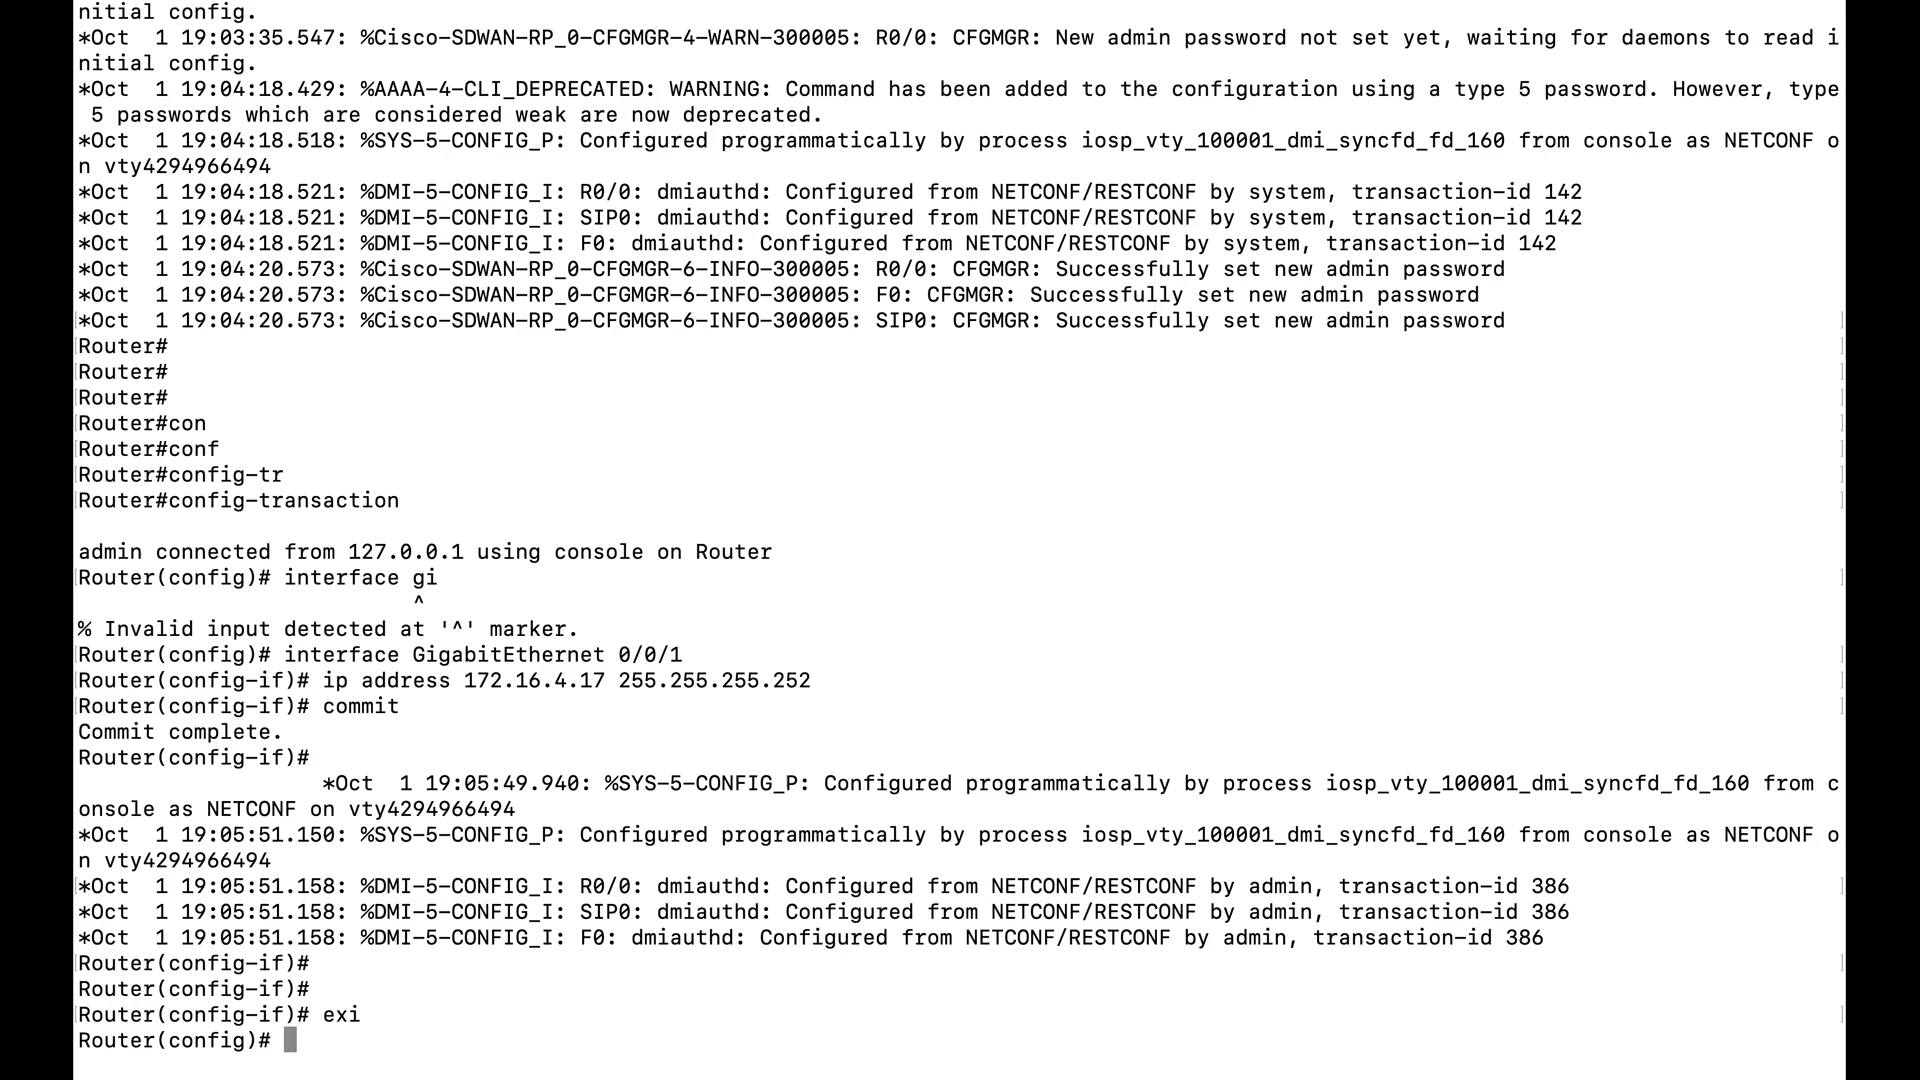 nitial config.
*Oct  1 19:03:35.547: %Cisco-SDWAN-RP_0-CFGMGR-4-WARN-300005: R0/0: CFGMGR: New admin password not set yet, waiting for daemons to read i
nitial config.
*Oct  1 19:04:18.429: %AAAA-4-CLI_DEPRECATED: WARNING: Command has been added to the configuration using a type 5 password. However, type
 5 passwords which are considered weak are now deprecated.
*Oct  1 19:04:18.518: %SYS-5-CONFIG_P: Configured programmatically by process iosp_vty_100001_dmi_syncfd_fd_160 from console as NETCONF o
n vty4294966494
*Oct  1 19:04:18.521: %DMI-5-CONFIG_I: R0/0: dmiauthd: Configured from NETCONF/RESTCONF by system, transaction-id 142
*Oct  1 19:04:18.521: %DMI-5-CONFIG_I: SIP0: dmiauthd: Configured from NETCONF/RESTCONF by system, transaction-id 142
*Oct  1 19:04:18.521: %DMI-5-CONFIG_I: F0: dmiauthd: Configured from NETCONF/RESTCONF by system, transaction-id 142
*Oct  1 19:04:20.573: %Cisco-SDWAN-RP_0-CFGMGR-6-INFO-300005: R0/0: CFGMGR: Successfully set new admin password
*Oct  1 19:04:20.573: %Cisco-SDWAN-RP_0-CFGMGR-6-INFO-300005: F0: CFGMGR: Successfully set new admin password
*Oct  1 19:04:20.573: %Cisco-SDWAN-RP_0-CFGMGR-6-INFO-300005: SIP0: CFGMGR: Successfully set new admin password
Router#
Router#
Router#
Router#con
Router#conf
Router#config-tr
Router#config-transaction
admin connected from 127.0.0.1 using console on Router
Router(config)# interface gi
^
% Invalid input detected at '^' marker.
Router(config)# interface GigabitEthernet 0/0/1
Router(config-if)# ip address 172.16.4.17 255.255.255.252
Router(config-if)# commit
Commit complete.
Router(config-if)#
*Oct  1 19:05:49.940: %SYS-5-CONFIG_P: Configured programmatically by process iosp_vty_100001_dmi_syncfd_fd_160 from c
onsole as NETCONF on vty4294966494
*Oct  1 19:05:51.150: %SYS-5-CONFIG_P: Configured programmatically by process iosp_vty_100001_dmi_syncfd_fd_160 from console as NETCONF o
n vty4294966494
*Oct  1 19:05:51.158: %DMI-5-CONFIG_I: R0/0: dmiauthd: Configured from NETCONF/RESTCONF by admin, transaction-id 386
*Oct  1 19:05:51.158: %DMI-5-CONFIG_I: SIP0: dmiauthd: Configured from NETCONF/RESTCONF by admin, transaction-id 386
*Oct  1 19:05:51.158: %DMI-5-CONFIG_I: F0: dmiauthd: Configured from NETCONF/RESTCONF by admin, transaction-id 386
Router(config-if)#
Router(config-if)#
Router(config-if)# exi
Router(config)#